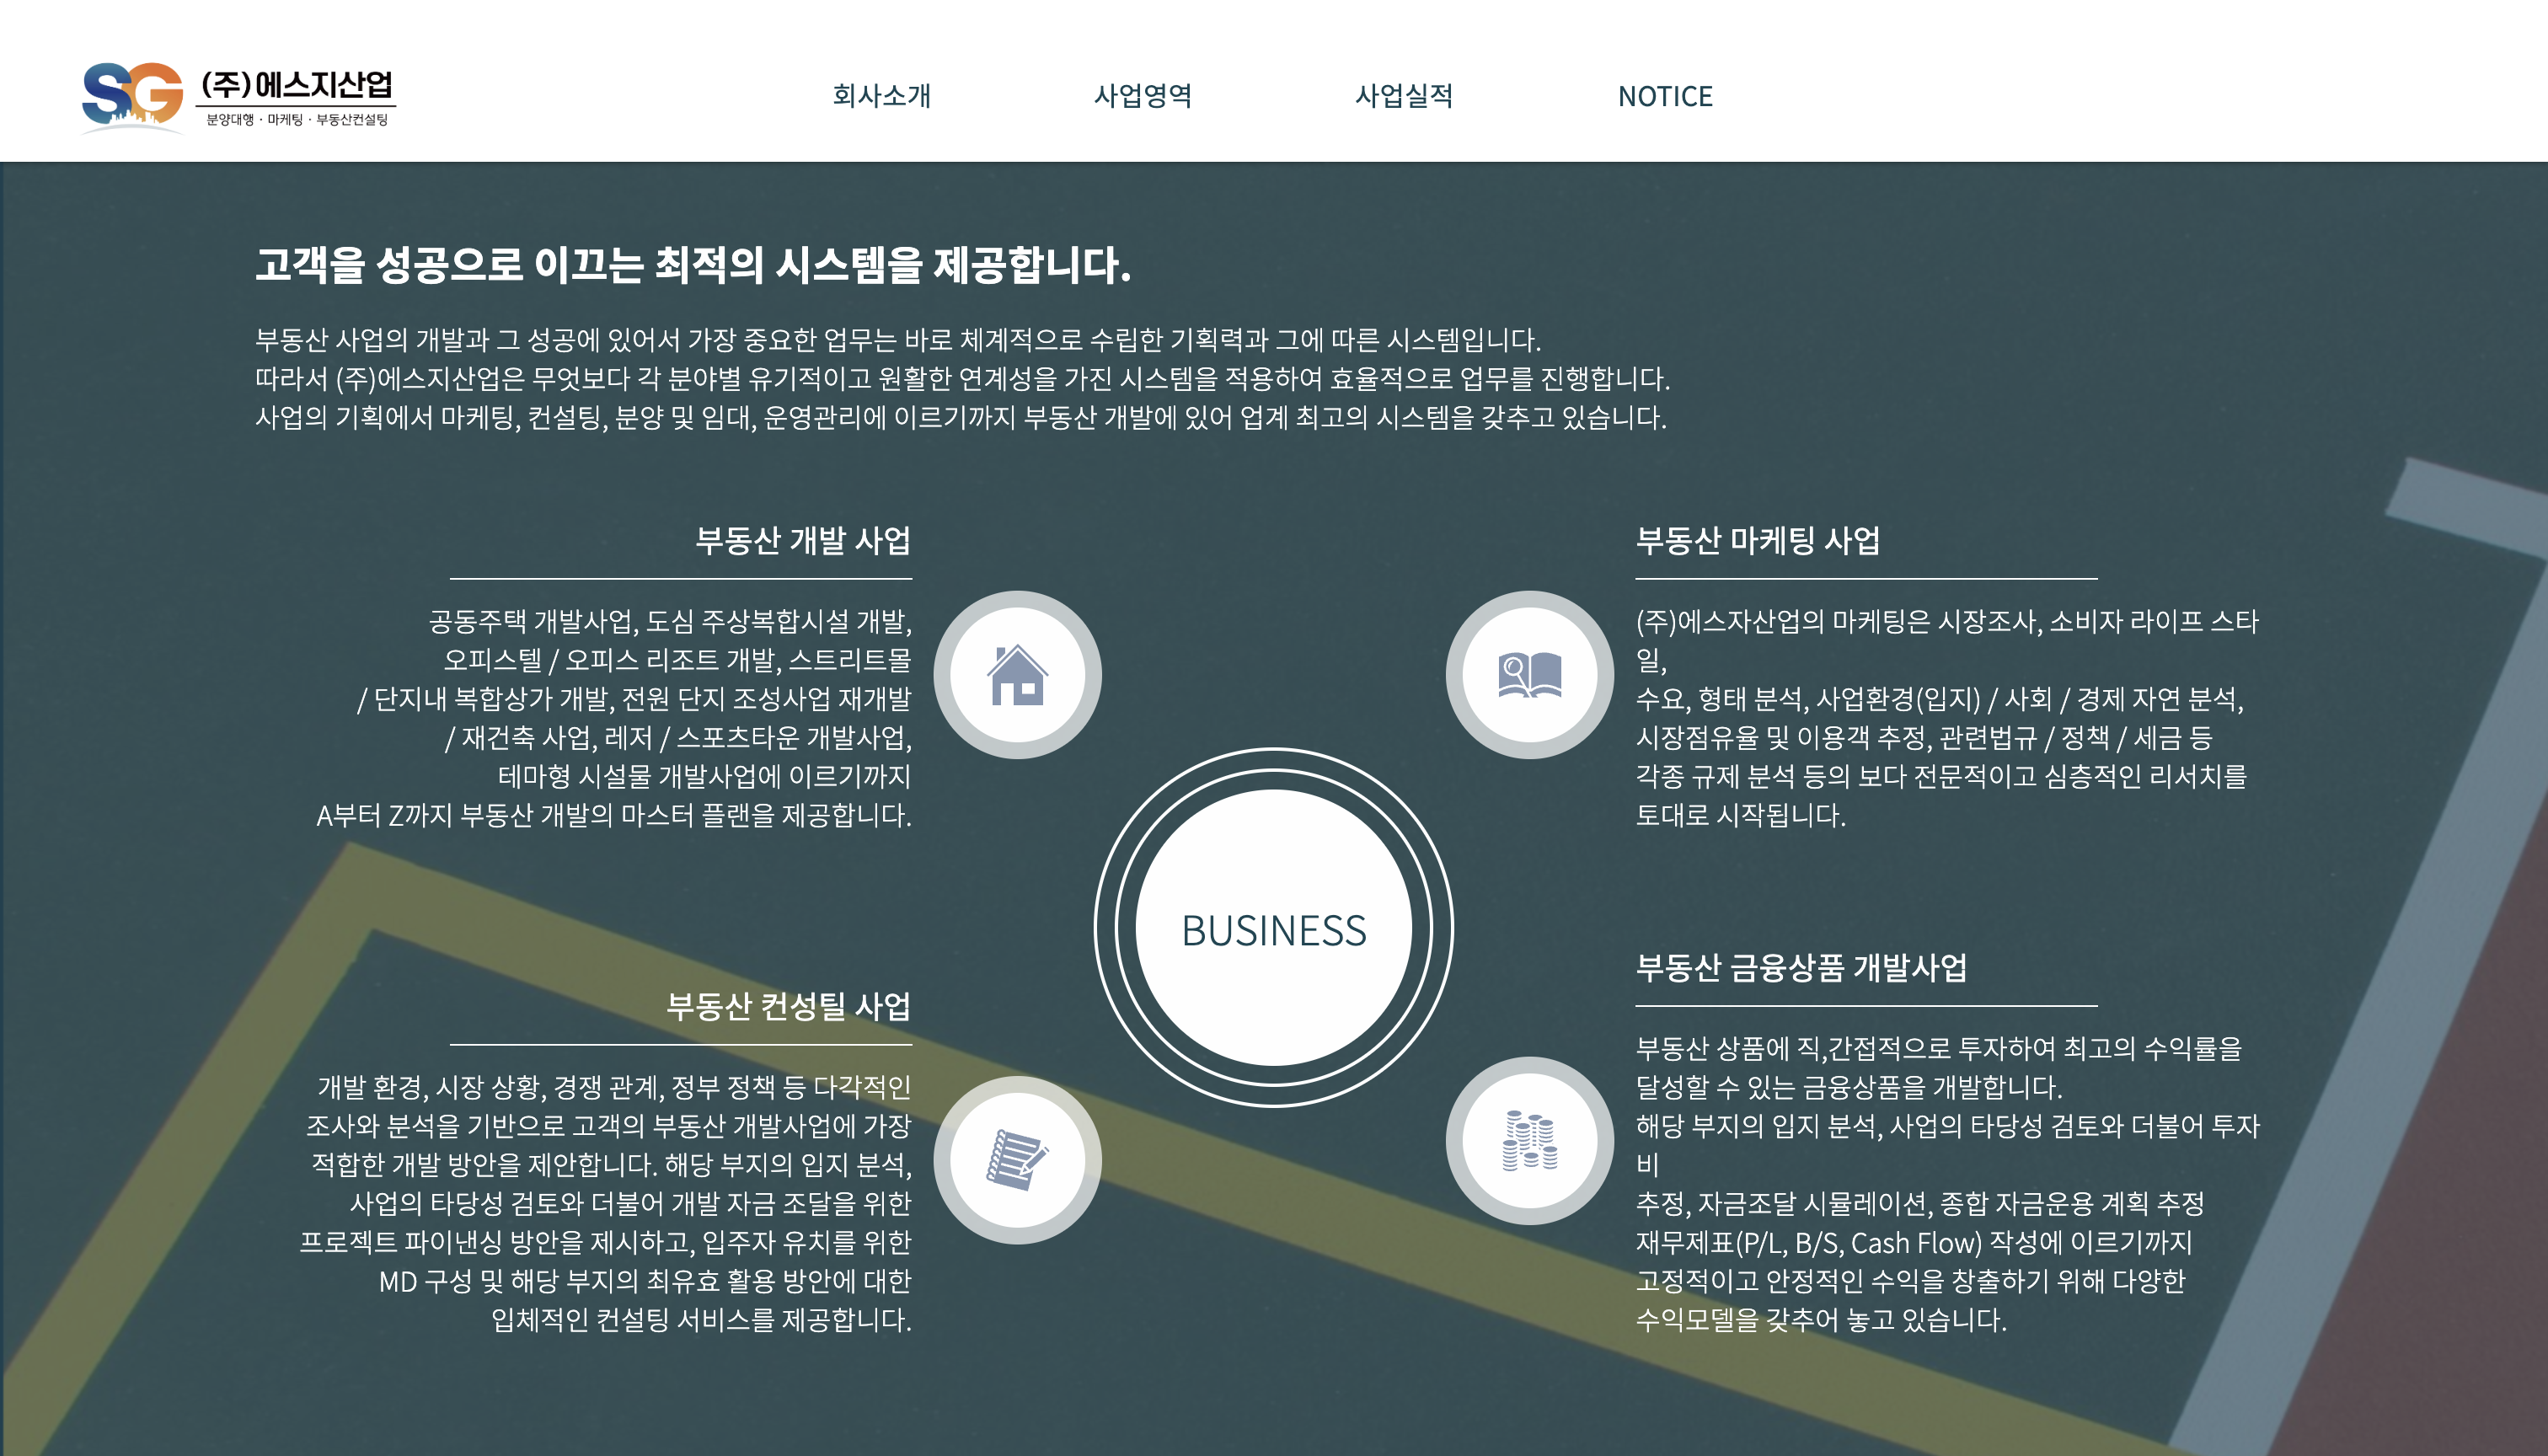 SG
(주)에스지산업
분양대행 · 마케팅 · 부동산컨설팅
회사소개
사업영역
사업실적
NOTICE
고객을 성공으로 이끄는 최적의 시스템을 제공합니다.
부동산 사업의 개발과 그 성공에 있어서 가장 중요한 업무는 바로 체계적으로 수립한 기획력과 그에 따른 시스템입니다.
따라서 (주)에스지산업은 무엇보다 각 분야별 유기적이고 원활한 연계성을 가진 시스템을 적용하여 효율적으로 업무를 진행합니다.
사업의 기획에서 마케팅, 컨설팅, 분양 및 임대, 운영관리에 이르기까지 부동산 개발에 있어 업계 최고의 시스템을 갖추고 있습니다.
부동산 개발 사업
공동주택 개발사업, 도심 주상복합시설 개발,
오피스텔 / 오피스 리조트 개발, 스트리트몰
/ 단지내 복합상가 개발, 전원 단지 조성사업 재개발
/ 재건축 사업, 레저 / 스포츠타운 개발사업,
테마형 시설물 개발사업에 이르기까지
A부터 Z까지 부동산 개발의 마스터 플랜을 제공합니다.
부동산 마케팅 사업
(주)에스자산업의 마케팅은 시장조사, 소비자 라이프 스타
일,
수요, 형태 분석, 사업환경(입지) / 사회 / 경제 자연 분석,
시장점유율 및 이용객 추정, 관련법규 / 정책 / 세금 등
각종 규제 분석 등의 보다 전문적이고 심층적인 리서치를
토대로 시작됩니다.
BUSINESS
부동산 컨성틸 사업
개발 환경, 시장 상황, 경쟁 관계, 정부 정책 등 다각적인
조사와 분석을 기반으로 고객의 부동산 개발사업에 가장
적합한 개발 방안을 제안합니다. 해당 부지의 입지 분석,
사업의 타당성 검토와 더불어 개발 자금 조달을 위한
프로젝트 파이낸싱 방안을 제시하고, 입주자 유치를 위한
MD 구성 및 해당 부지의 최유효 활용 방안에 대한
입체적인 컨설팅 서비스를 제공합니다.
부동산 금융상품 개발사업
부동산 상품에 직,간접적으로 투자하여 최고의 수익률을
달성할 수 있는 금융상품을 개발합니다.
해당 부지의 입지 분석, 사업의 타당성 검토와 더불어 투자
비
추정, 자금조달 시뮬레이션, 종합 자금운용 계획 추정
재무제표(P/L, B/S, Cash Flow) 작성에 이르기까지
고정적이고 안정적인 수익을 창출하기 위해 다양한
수익모델을 갖추어 놓고 있습니다.